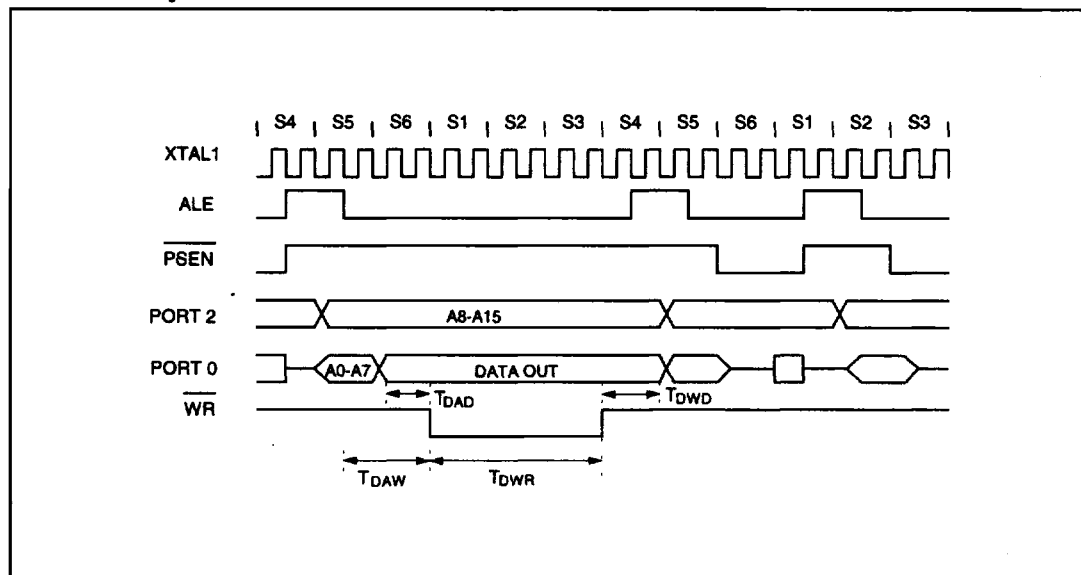 S4 S5 S6 S1 S2 S3 S4 S5 S6 S1 S2 S3
XTAL1
ALE
PSEN
PORT 2 A8-A15
PORT 0 A0-A7 DATA OUT
TDAD TDWD
WR
TDAW TDWR